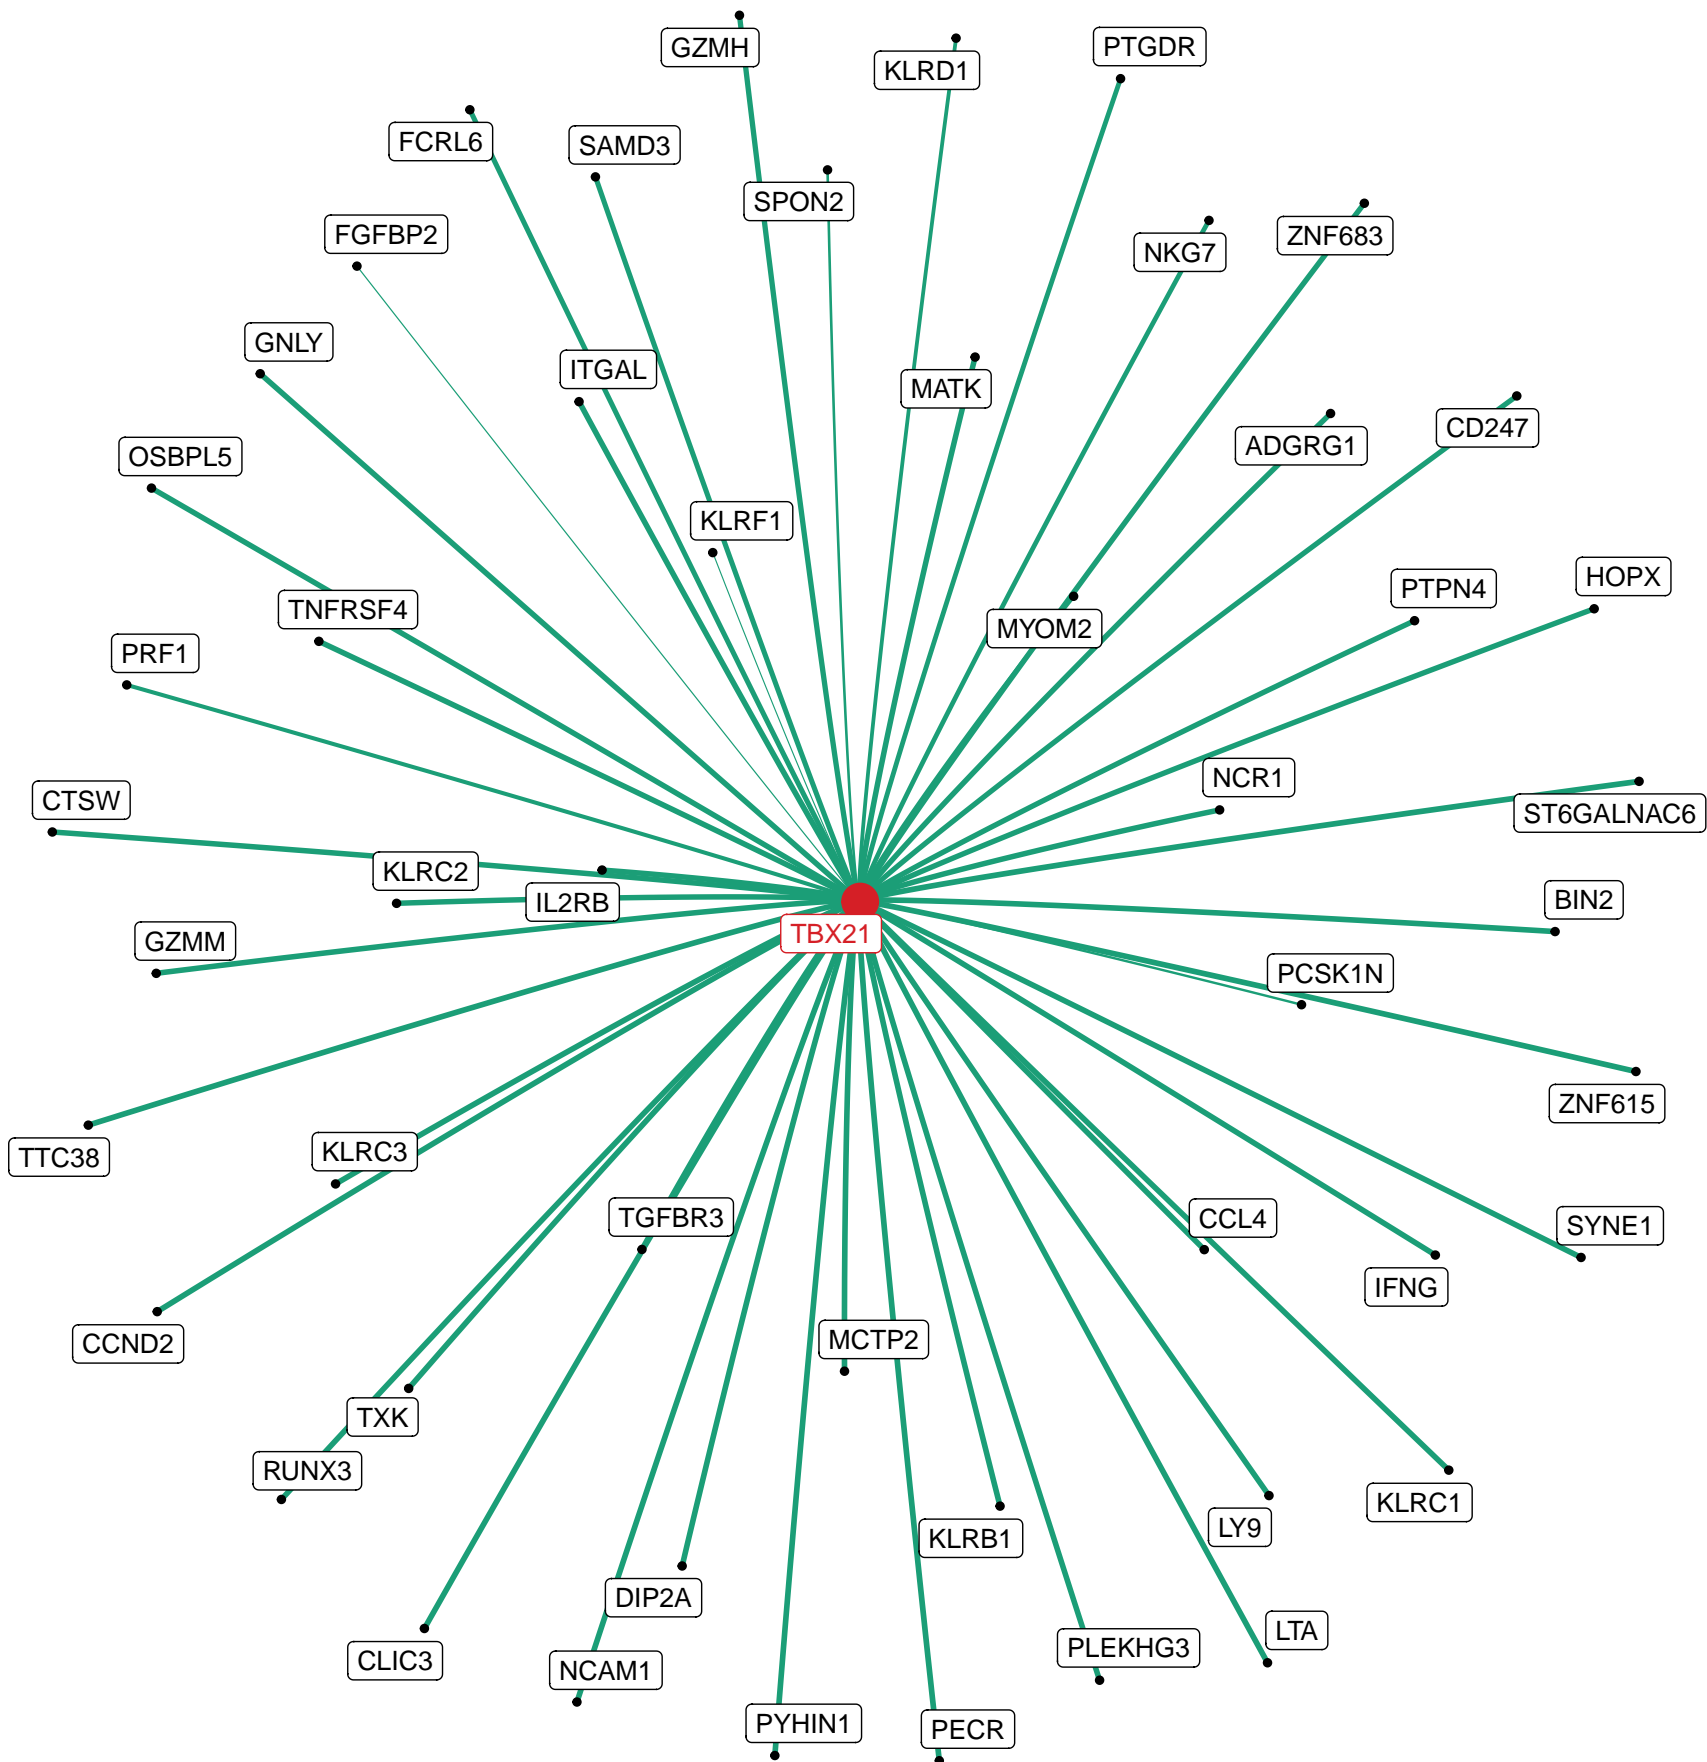 GZMH
PTGDR
KLRD1
FCRL6
SAMD3
SPON2
FGFBP2
ZNF683
NKG7
GNLY
ITGAL
MATK
CD247
ADGRG1
OSBPL5
KLRF1
HOPX
PTPN4
TNFRSF4
MYOM2
PRF1
NCR1
CTSW
ST6GALNAC6
KLRC2
IL2RB
BIN2
TBX21
GZMM
PCSK1N
ZNF615
KLRC3
TTC38
TGFBR3
CCL4
SYNE1
IFNG
MCTP2
CCND2
TXK
RUNX3
KLRC1
LY9
KLRB1
DIP2A
LTA
PLEKHG3
CLIC3
NCAM1
PYHIN1
PECR